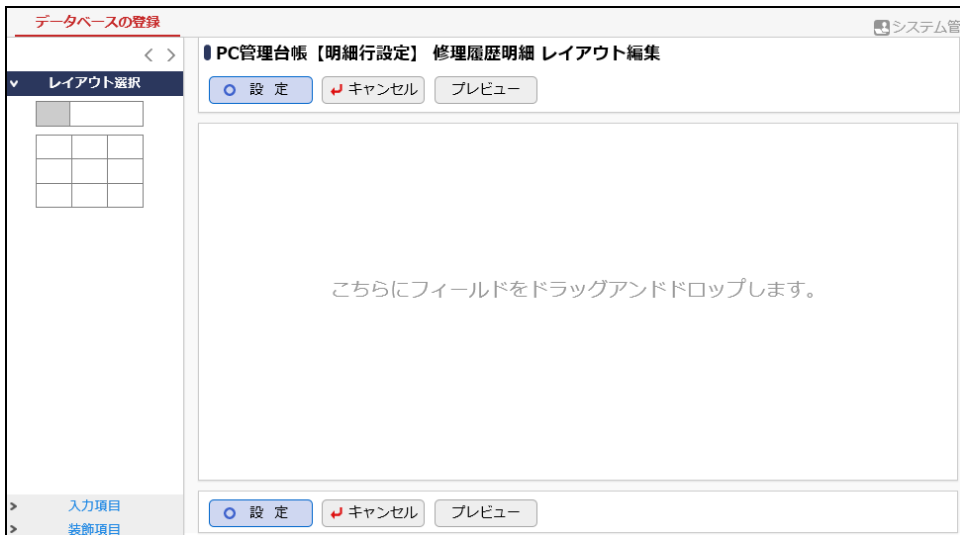 データベースの登録
システム管
PC管理台帳【明細行設定】 修理履歴明細 レイアウト編集
レイアウト選択
設 定 キャンセル プレビュー
こちらにフィールドをドラッグアンドドロップします。
入力項目
装飾項目
設 定 キャンセル プレビュー